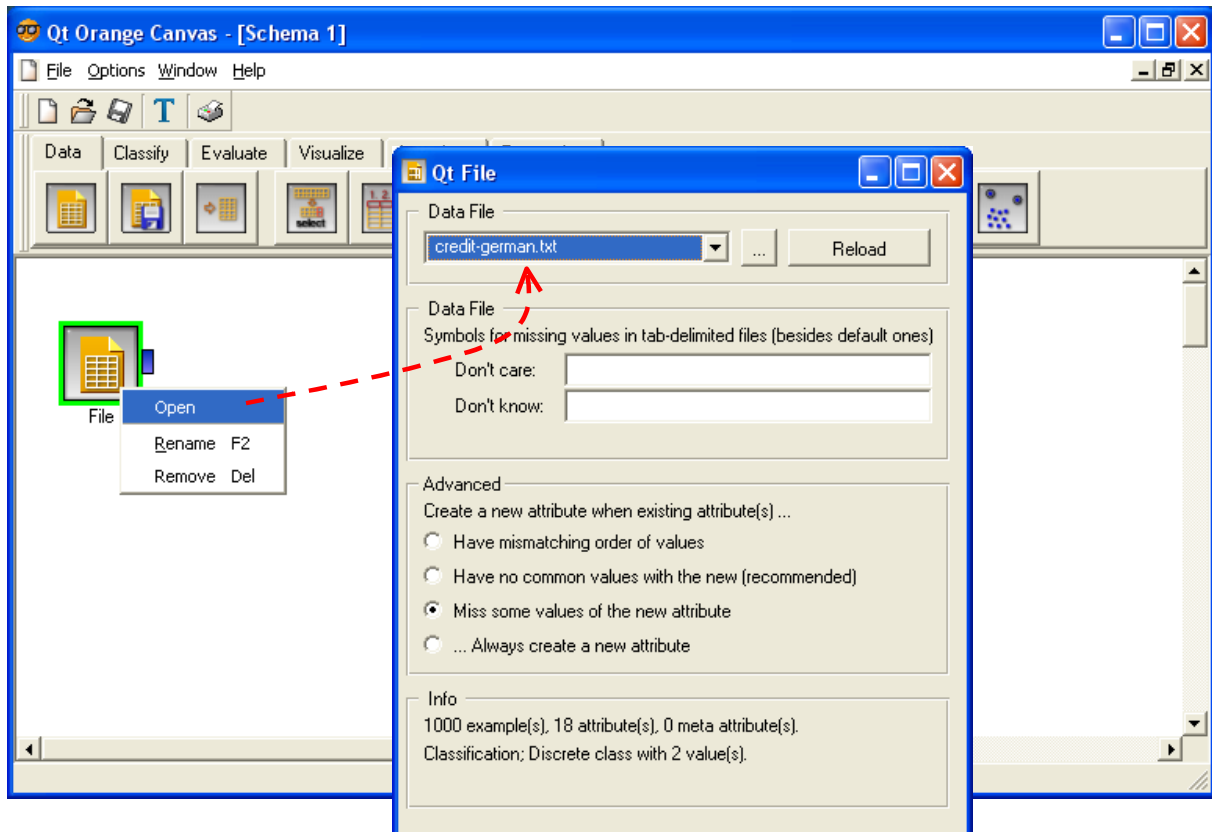 Qt Orange Canvas - [Schema 1]
File Options Window Help
T
Data Classify Evaluate Visualize
select
1 2
Qt File
Data File
credit-german.txt ... Reload
Data File
Symbols for missing values in tab-delimited files (besides default ones)
Don't care:
Don't know:
File
Open
Rename F2
Remove Del
Advanced
Create a new attribute when existing attribute(s) ...
Have mismatching order of values
Have no common values with the new (recommended)
Miss some values of the new attribute
... Always create a new attribute
Info
1000 example(s), 18 attribute(s), 0 meta attribute(s).
Classification; Discrete class with 2 value(s).